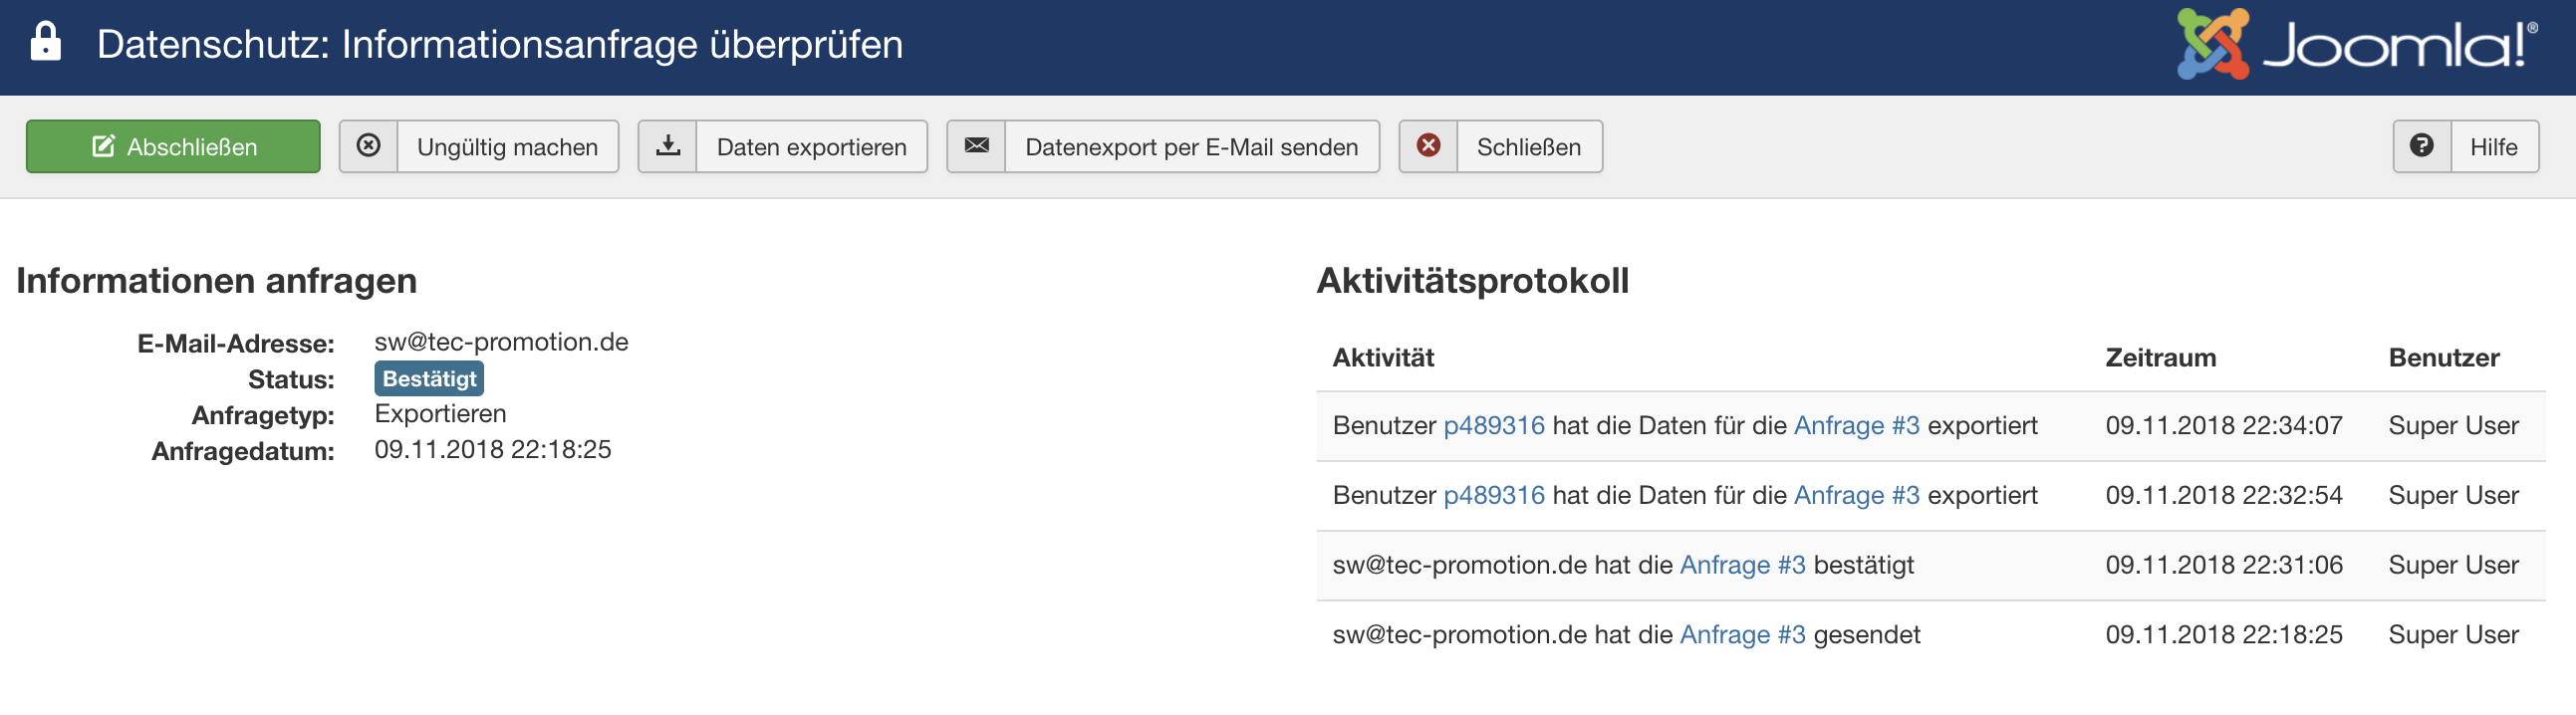 Datenschutz: Informationsanfrage überprüfen
Joomla!®
Abschließen Ungültig machen Daten exportieren Datenexport per E-Mail senden Schließen Hilfe
Informationen anfragen
E-Mail-Adresse: sw@tec-promotion.de
Status: Bestätigt
Anfragetyp: Exportieren
Anfragedatum: 09.11.2018 22:18:25
Aktivitätsprotokoll
Aktivität Zeitraum Benutzer
Benutzer p489316 hat die Daten für die Anfrage #3 exportiert 09.11.2018 22:34:07 Super User
Benutzer p489316 hat die Daten für die Anfrage #3 exportiert 09.11.2018 22:32:54 Super User
sw@tec-promotion.de hat die Anfrage #3 bestätigt 09.11.2018 22:31:06 Super User
sw@tec-promotion.de hat die Anfrage #3 gesendet 09.11.2018 22:18:25 Super User